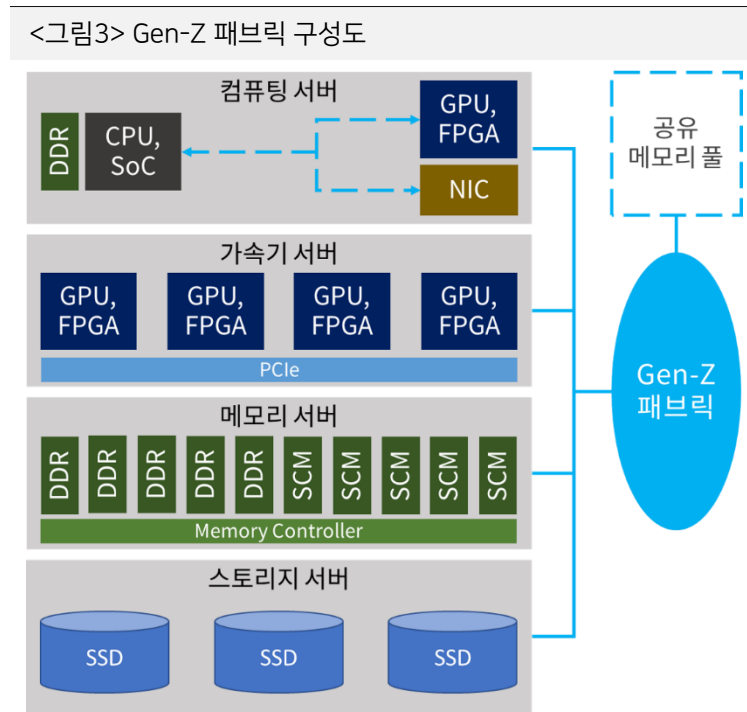 <그림3> Gen-Z 패브릭 구성도
컴퓨팅 서버
DDR
CPU,
SoC
GPU,
FPGA
NIC
공유
메모리 풀
가속기 서버
GPU,
FPGA
GPU,
FPGA
GPU,
FPGA
GPU,
FPGA
PCIe
Gen-Z
패브릭
메모리 서버
DDR
DDR
DDR
DDR
DDR
SCM
SCM
SCM
SCM
SCM
Memory Controller
스토리지 서버
SSD
SSD
SSD